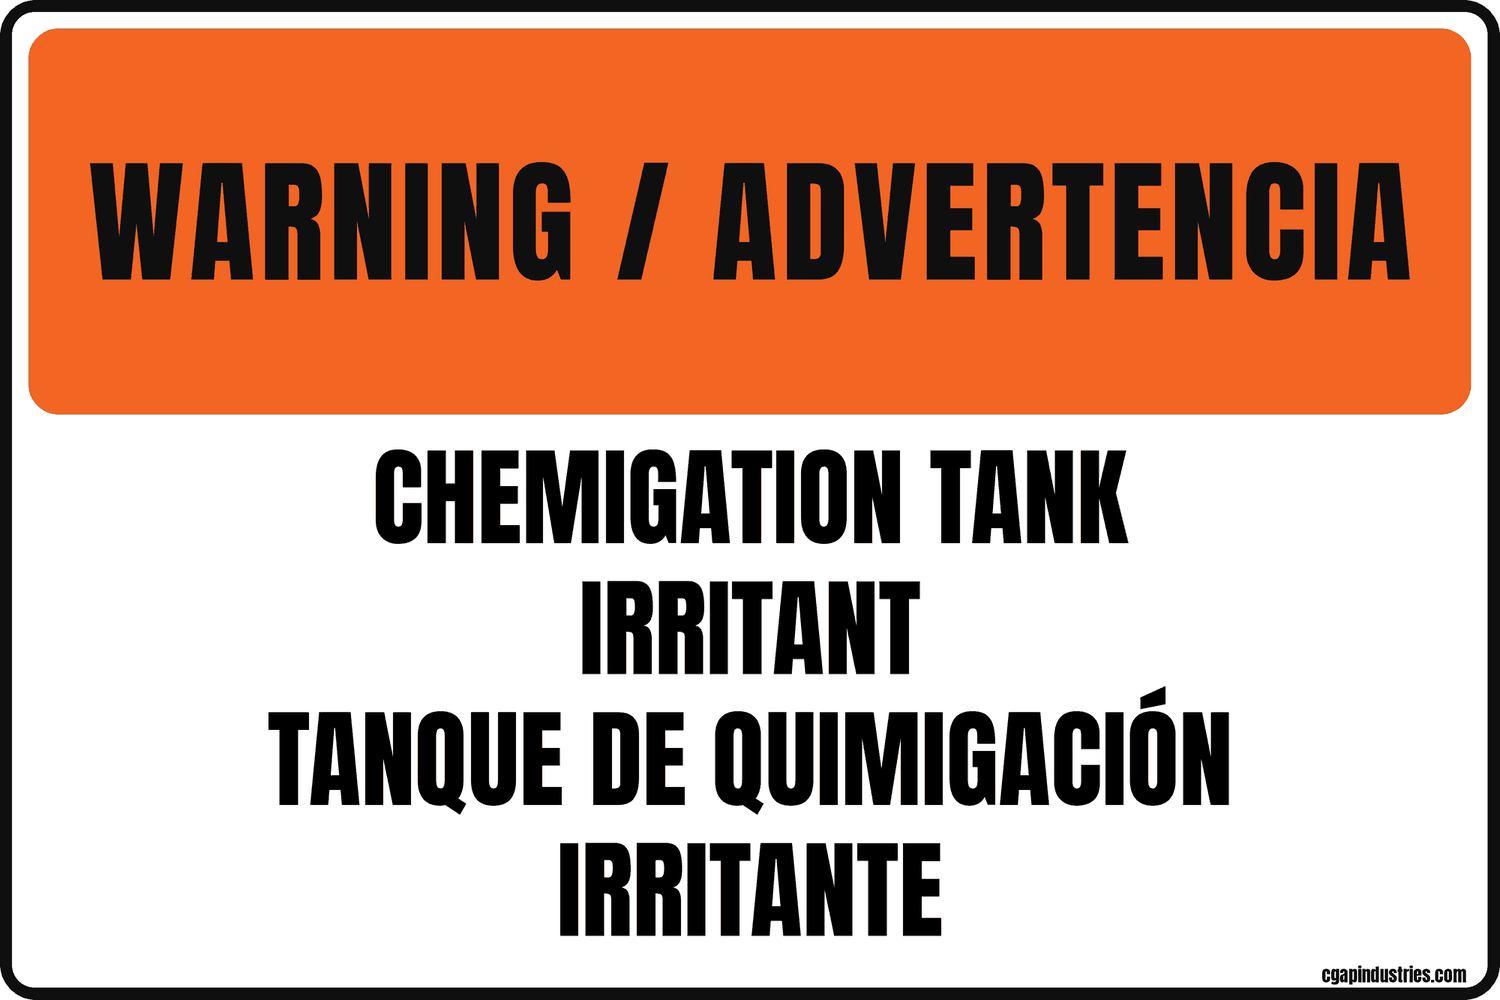 WARNING / ADVERTENCIA
CHEMIGATION TANK
IRRITANT
TANQUE DE QUIMIGACIÓN
IRRITANTE
cgapindustries.com